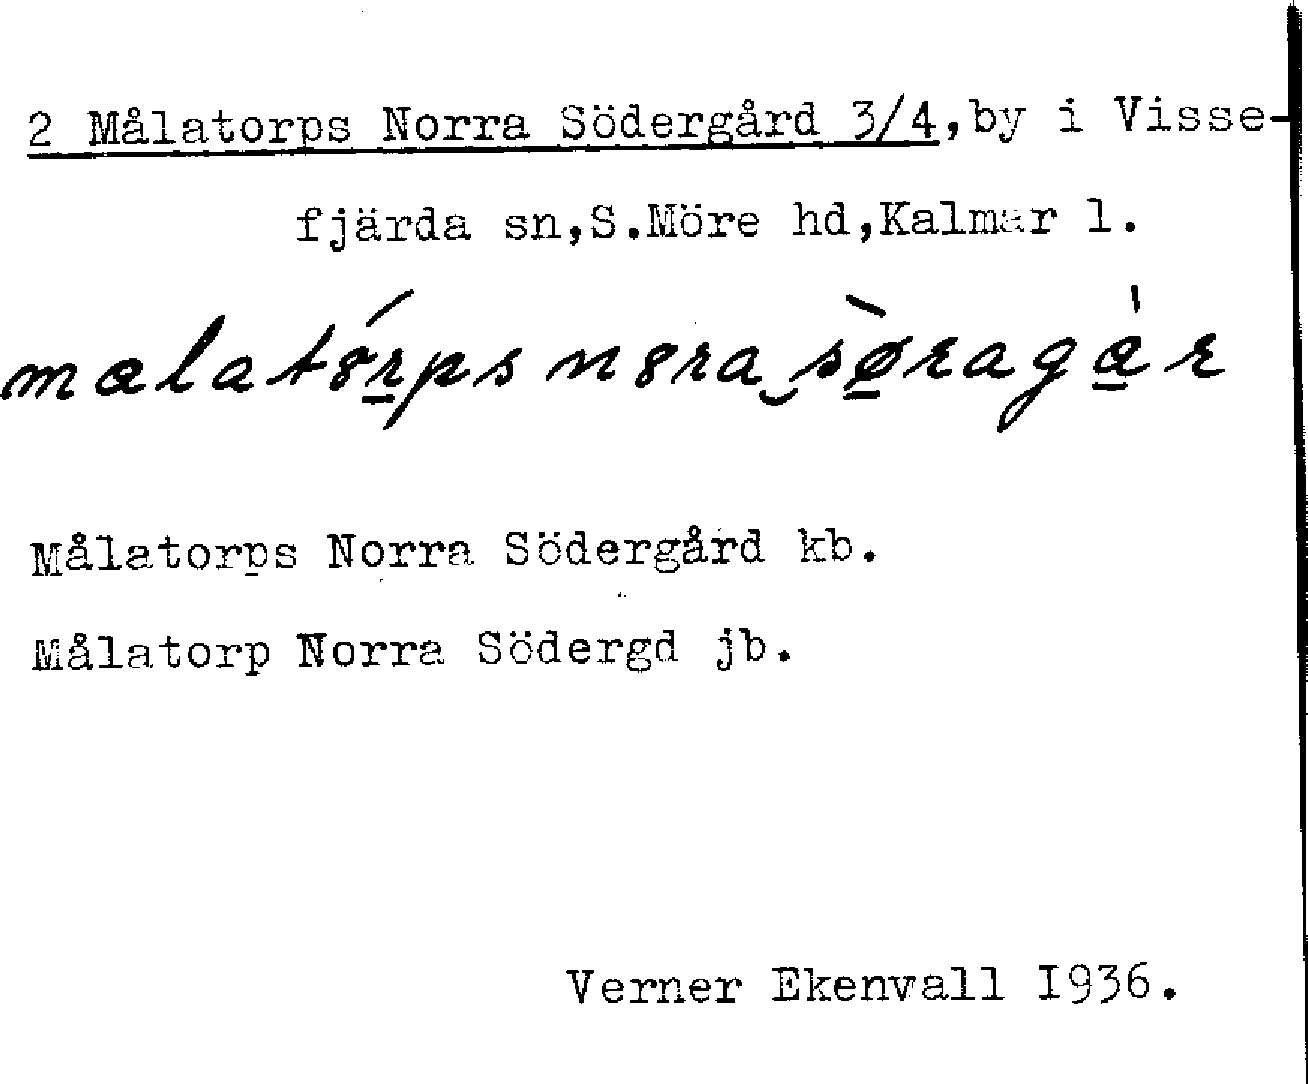 2 Målatorps Norra Södergård 3/4,by i Visse-
fjärda sn,S.Möre hd,Kalmar l.
Målatorps Norra Södergård kb.
Målatorp Norra Södergd jb.
Verner Ekenvall I936.